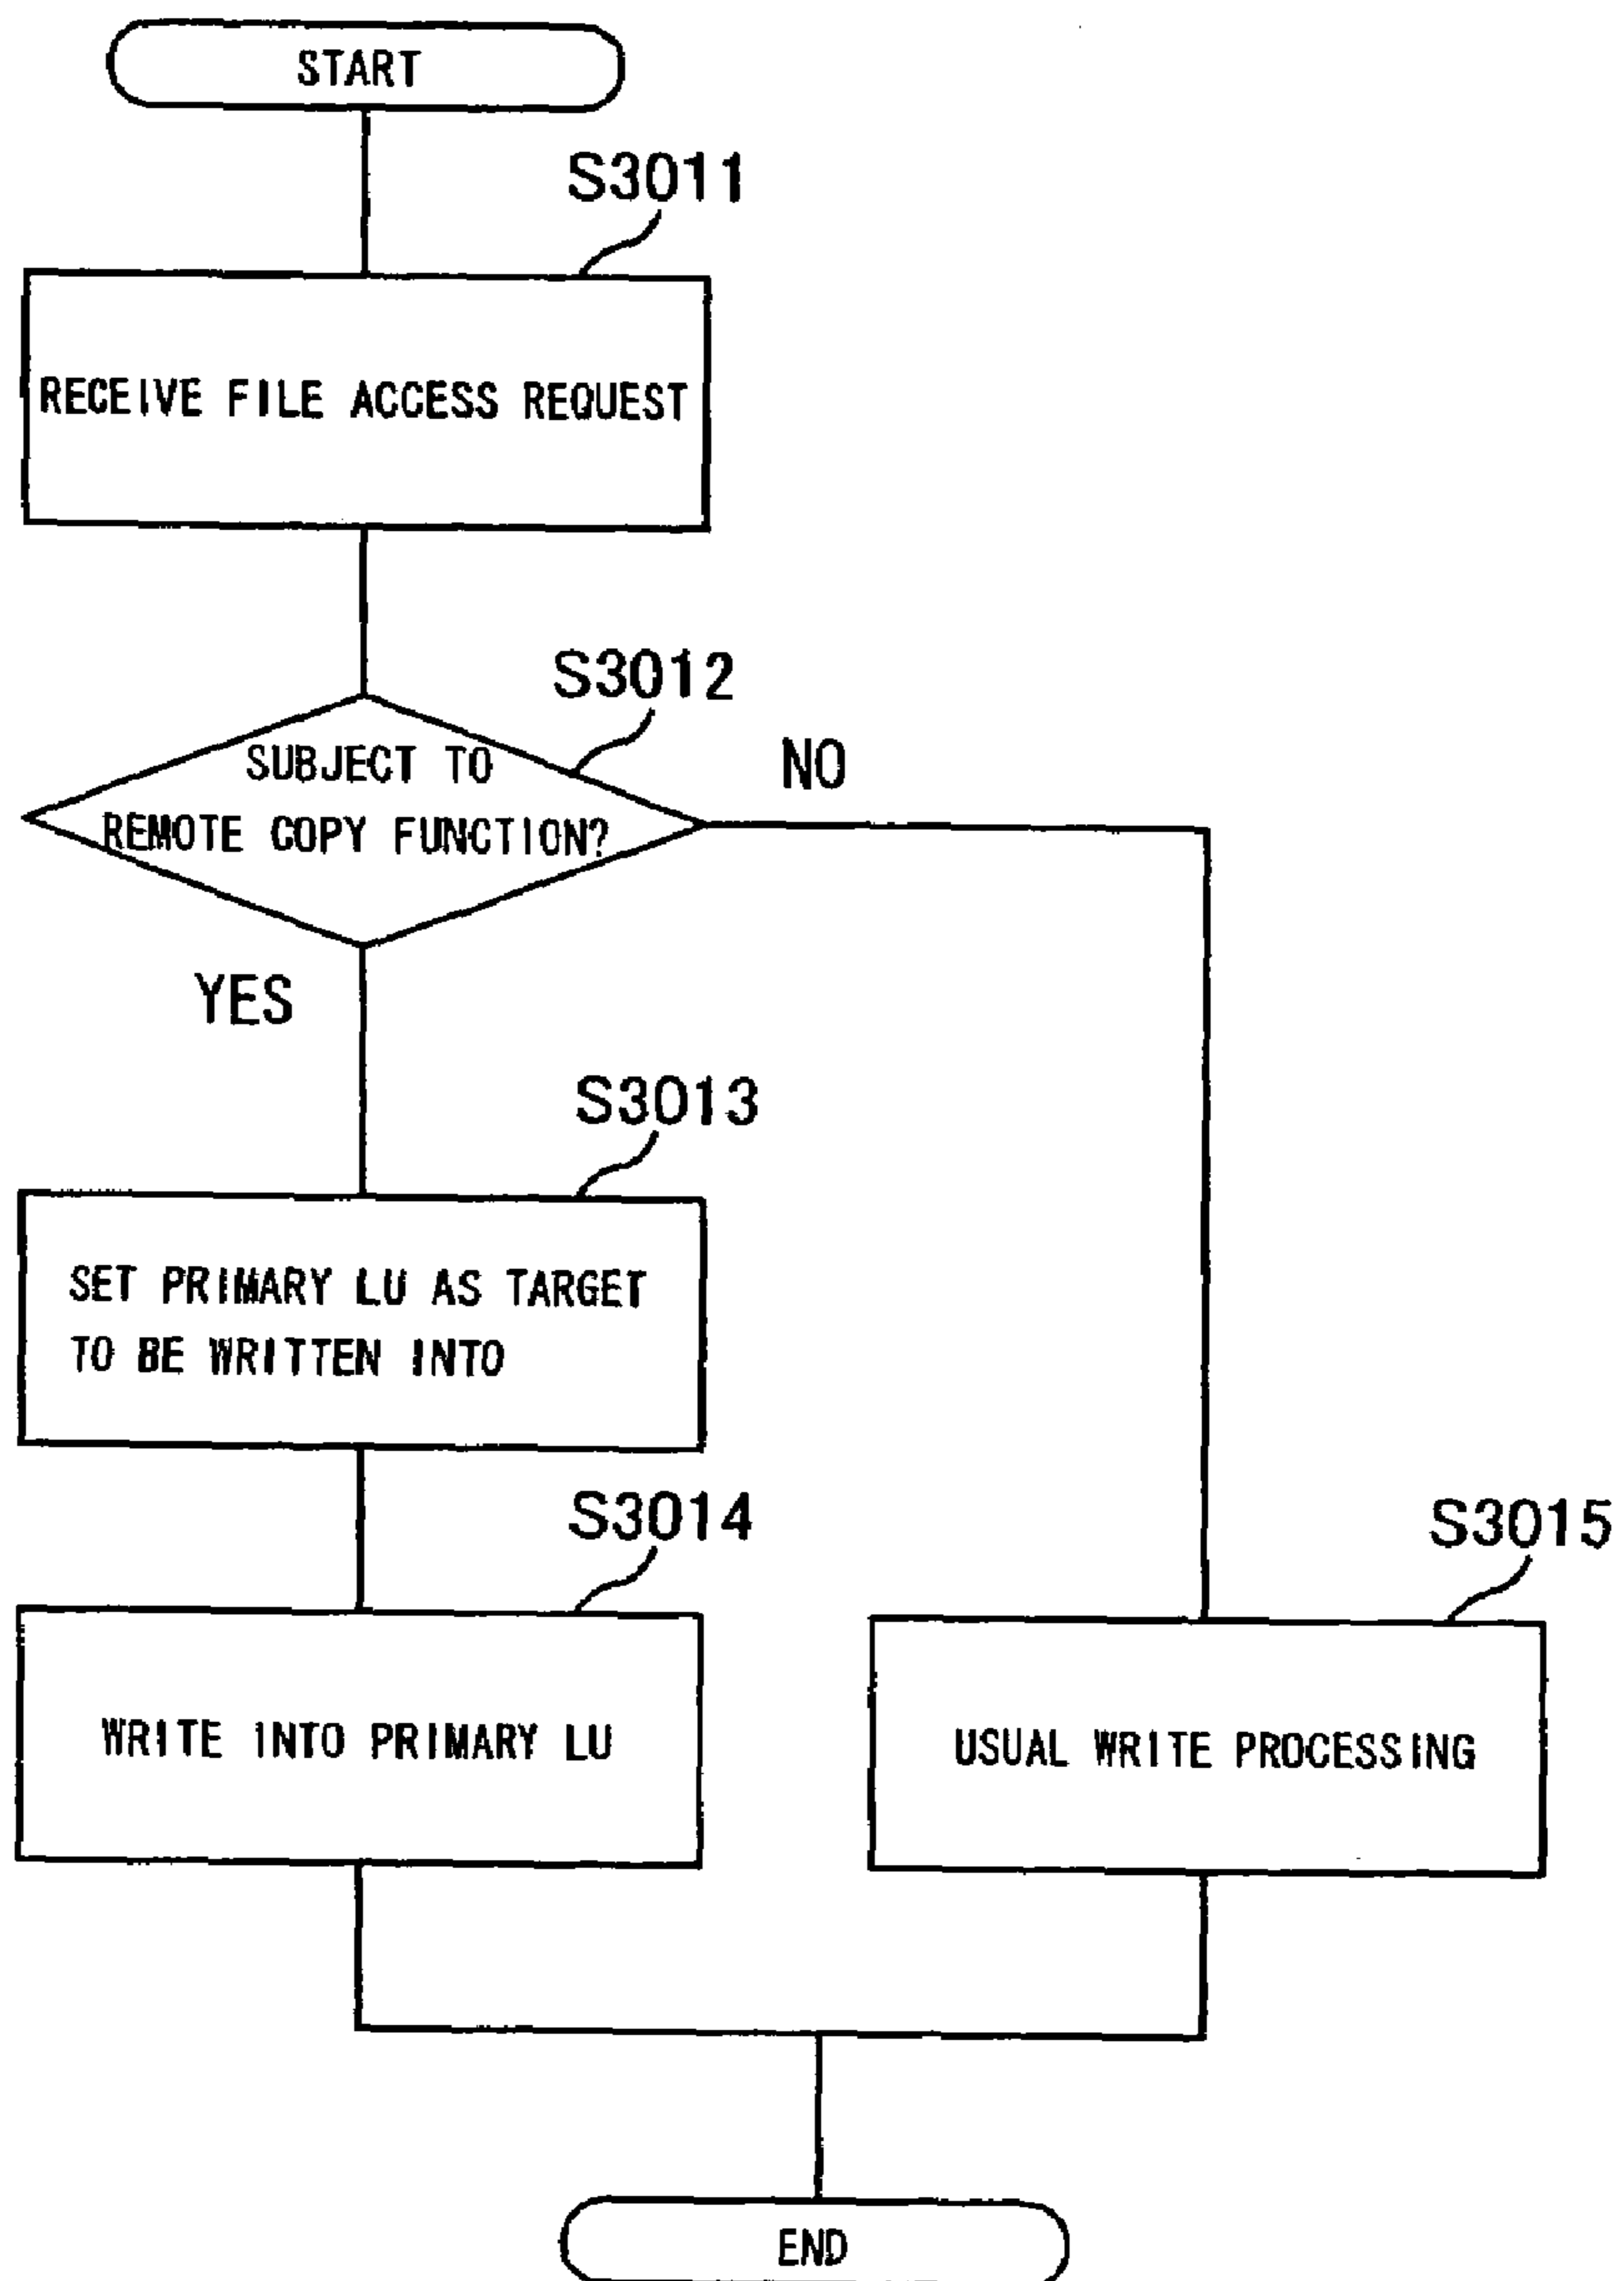 START
S3011
RECEIVE FILE ACCESS REQUEST
S3012
SUBJECT TO
REMOTE COPY FUNCTION?
NO
YES
S3013
SET PRIMARY LU AS TARGET
TO BE WRITTEN INTO
S3014
WRITE INTO PRIMARY LU
S3015
USUAL WRITE PROCESSING
END